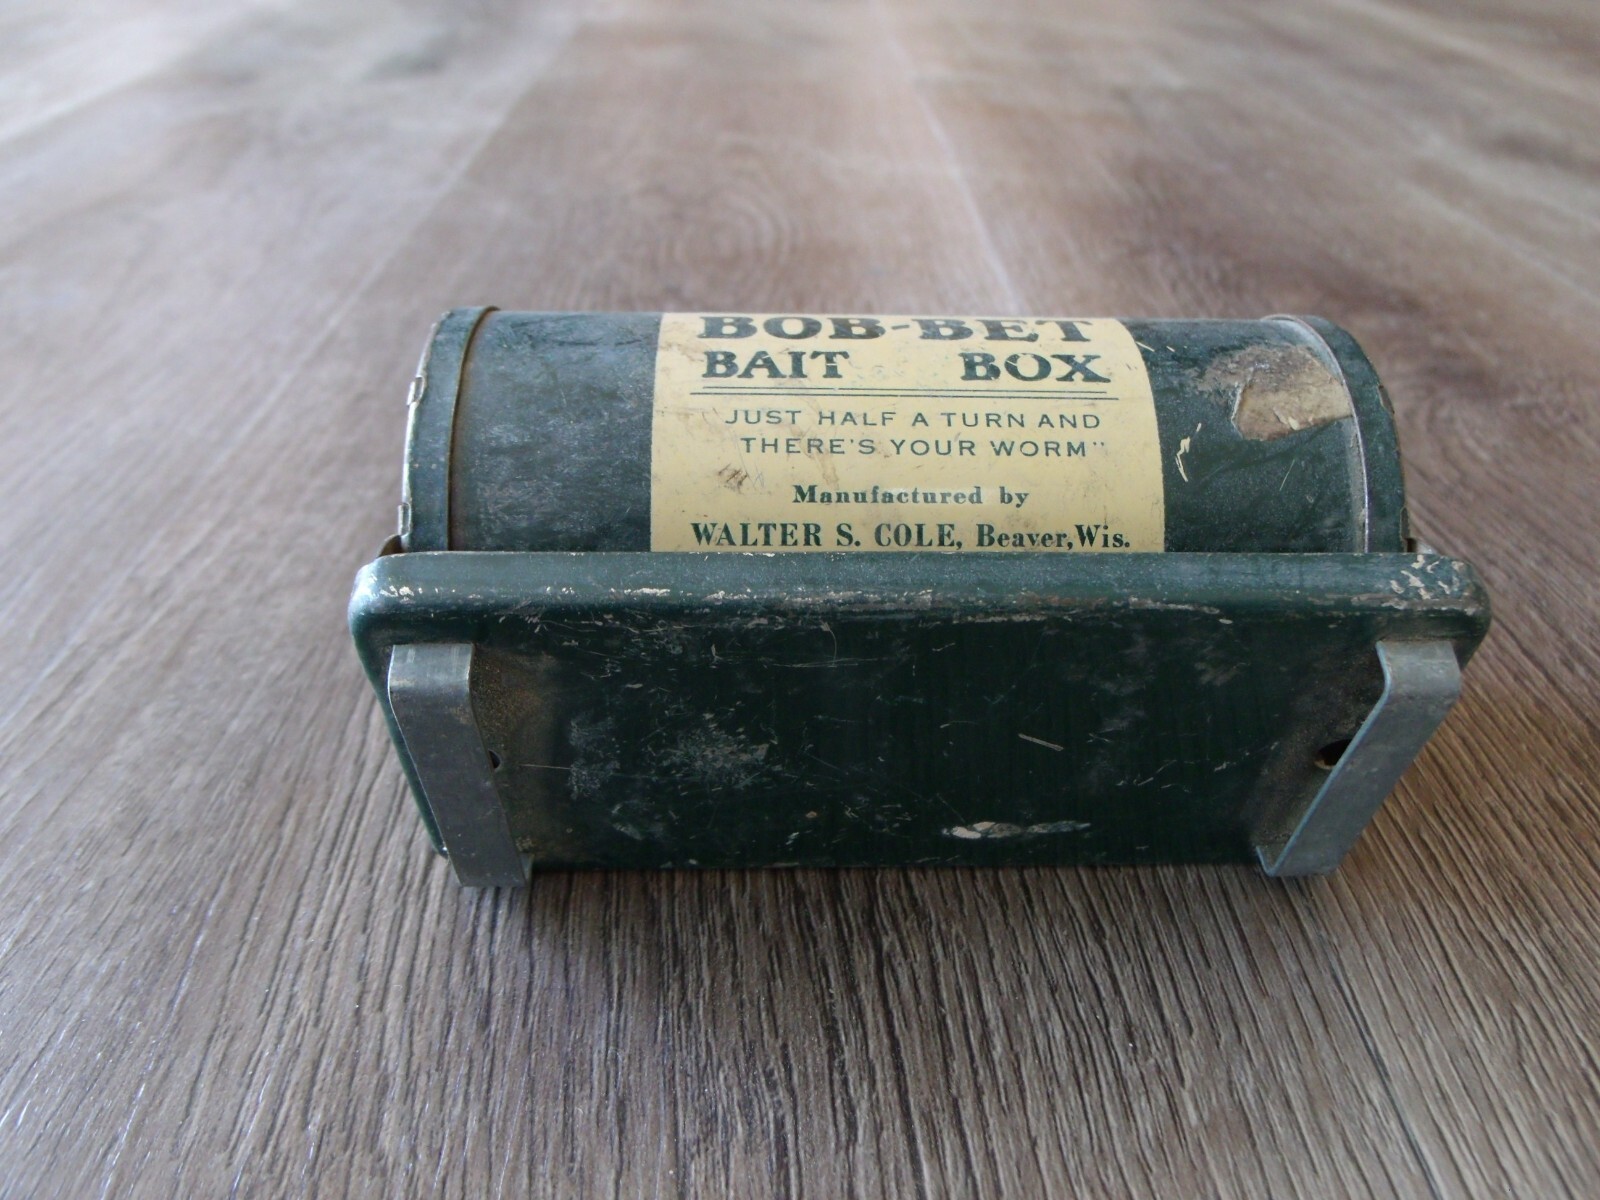 BOB-BET
BAIT BOX
JUST HALF A TURN AND
THERE'S YOUR WORM"
Manufactured by
WALTER S. COLE, Beaver, Wis.